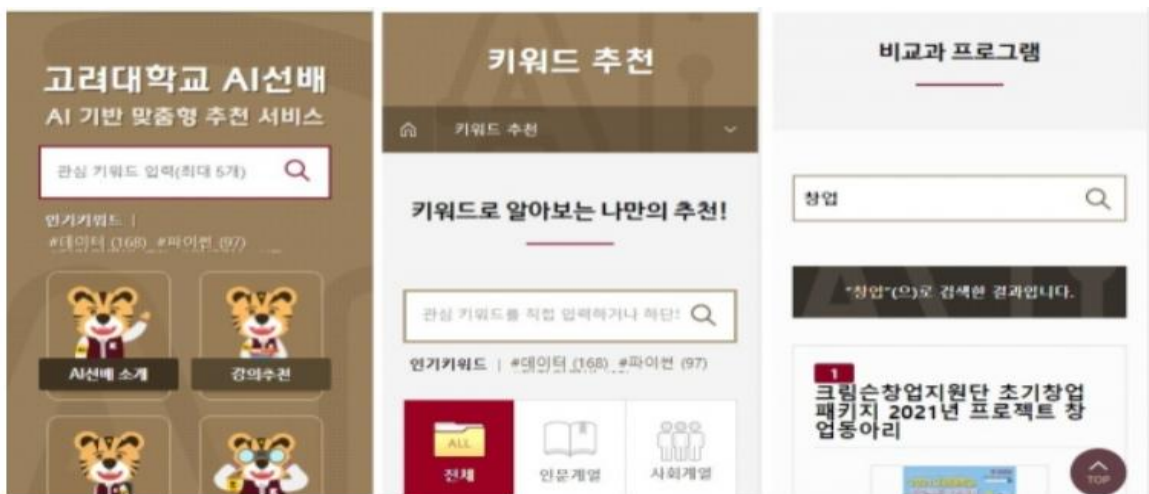 고려대학교 AI선배
AI 기반 맞춤형 추천 서비스
관심 키워드 입력(최대 5개)
인기키워드 |
#데이터 (168) #파이썬 (97)
AI선배 소개
강의추천
키워드 추천
키워드 추천
키워드로 알아보는 나만의 추천!
관심 키워드를 직접 입력하거나 하단!
인기키워드 | #데이터 (168) #파이썬 (97)
ALL
전체
인문계열
사회계열
비교과 프로그램
창업
"창업"(으)로 검색한 결과입니다.
1
크림슨창업지원단 초기창업
패키지 2021년 프로젝트 창
업동아리
TOP